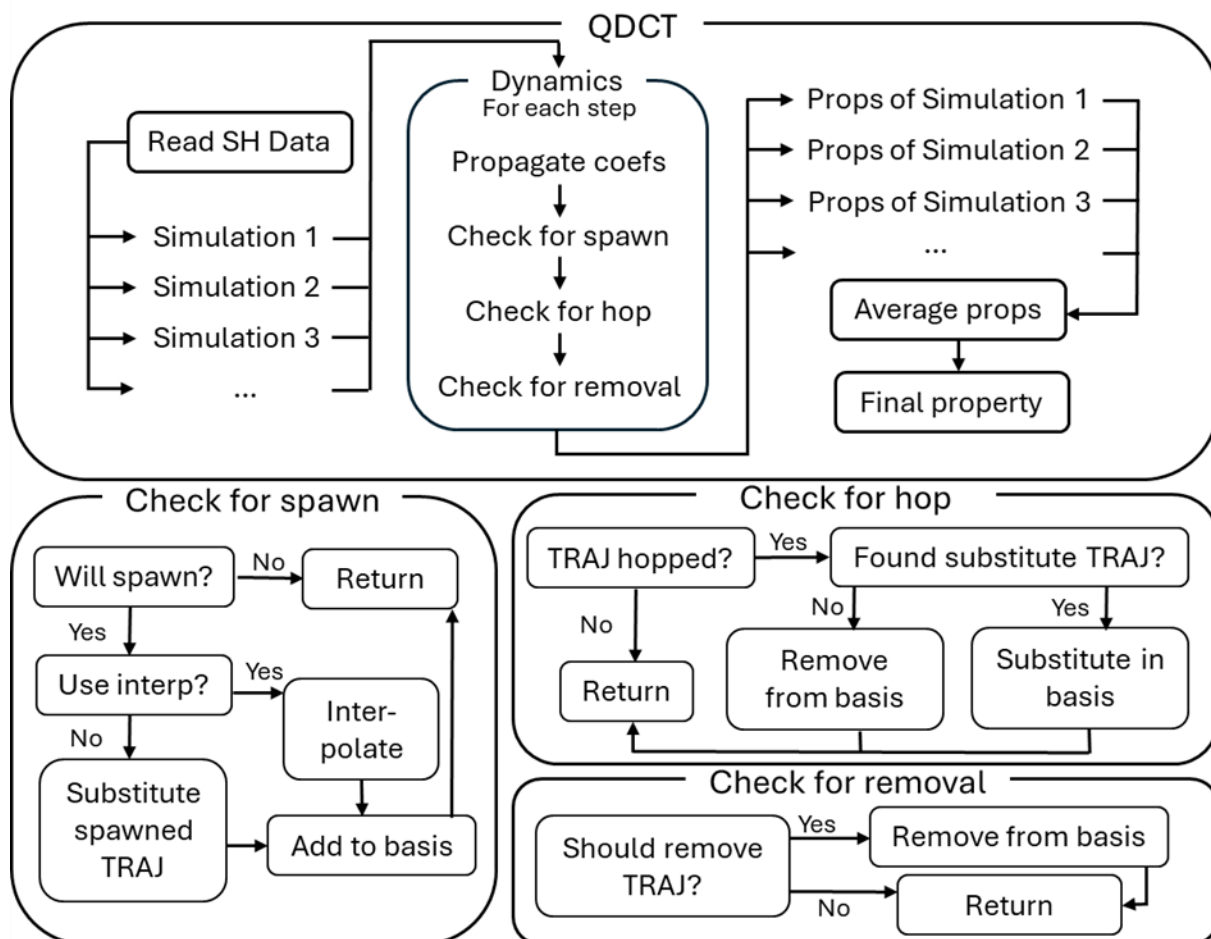 QDCT
Read SH Data
Simulation 1
Simulation 2
Simulation 3
...
Dynamics
For each step
Propagate coefs
Check for spawn
Check for hop
Check for removal
Props of Simulation 1
Props of Simulation 2
Props of Simulation 3
...
Average props
Final property
Check for spawn
Will spawn?
No
Return
Yes
Use interp?
Yes
Inter-
polate
No
Substitute
spawned
TRAJ
Add to basis
Check for hop
TRAJ hopped?
Yes
Found substitute TRAJ?
No
Return
No
Remove
from basis
Yes
Substitute in
basis
Check for removal
Should remove
TRAJ?
Yes
Remove from basis
No
Return